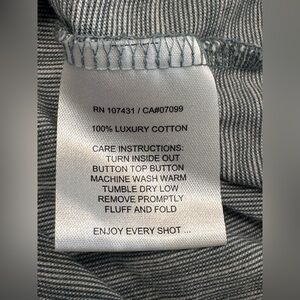 RN 107431 / CA#07099
100% LUXURY COTTON
CARE INSTRUCTIONS:
TURN INSIDE OUT
BUTTON TOP BUTTON
MACHINE WASH WARM
TUMBLE DRY LOW
REMOVE PROMPTLY
FLUFF AND FOLD
ENJOY EVERY SHOT ...